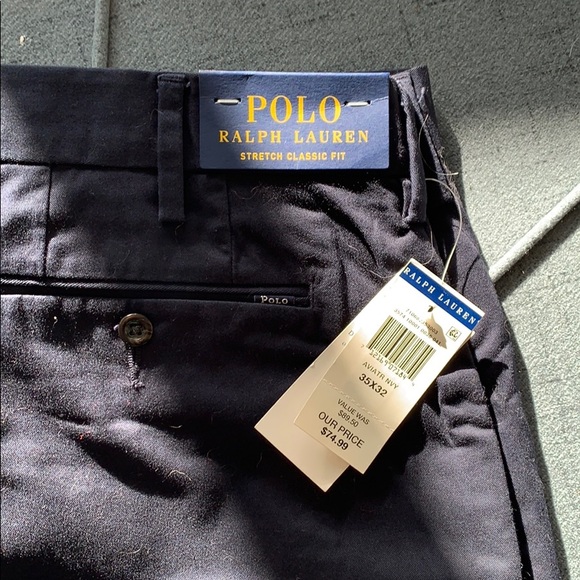 POLO
RALPH LAUREN
STRETCH CLASSIC FIT
POLO
RALPH LAUREN
AVIATR NVY
35X32
VALUE WAS
$89.50
OUR PRICE
$74.99